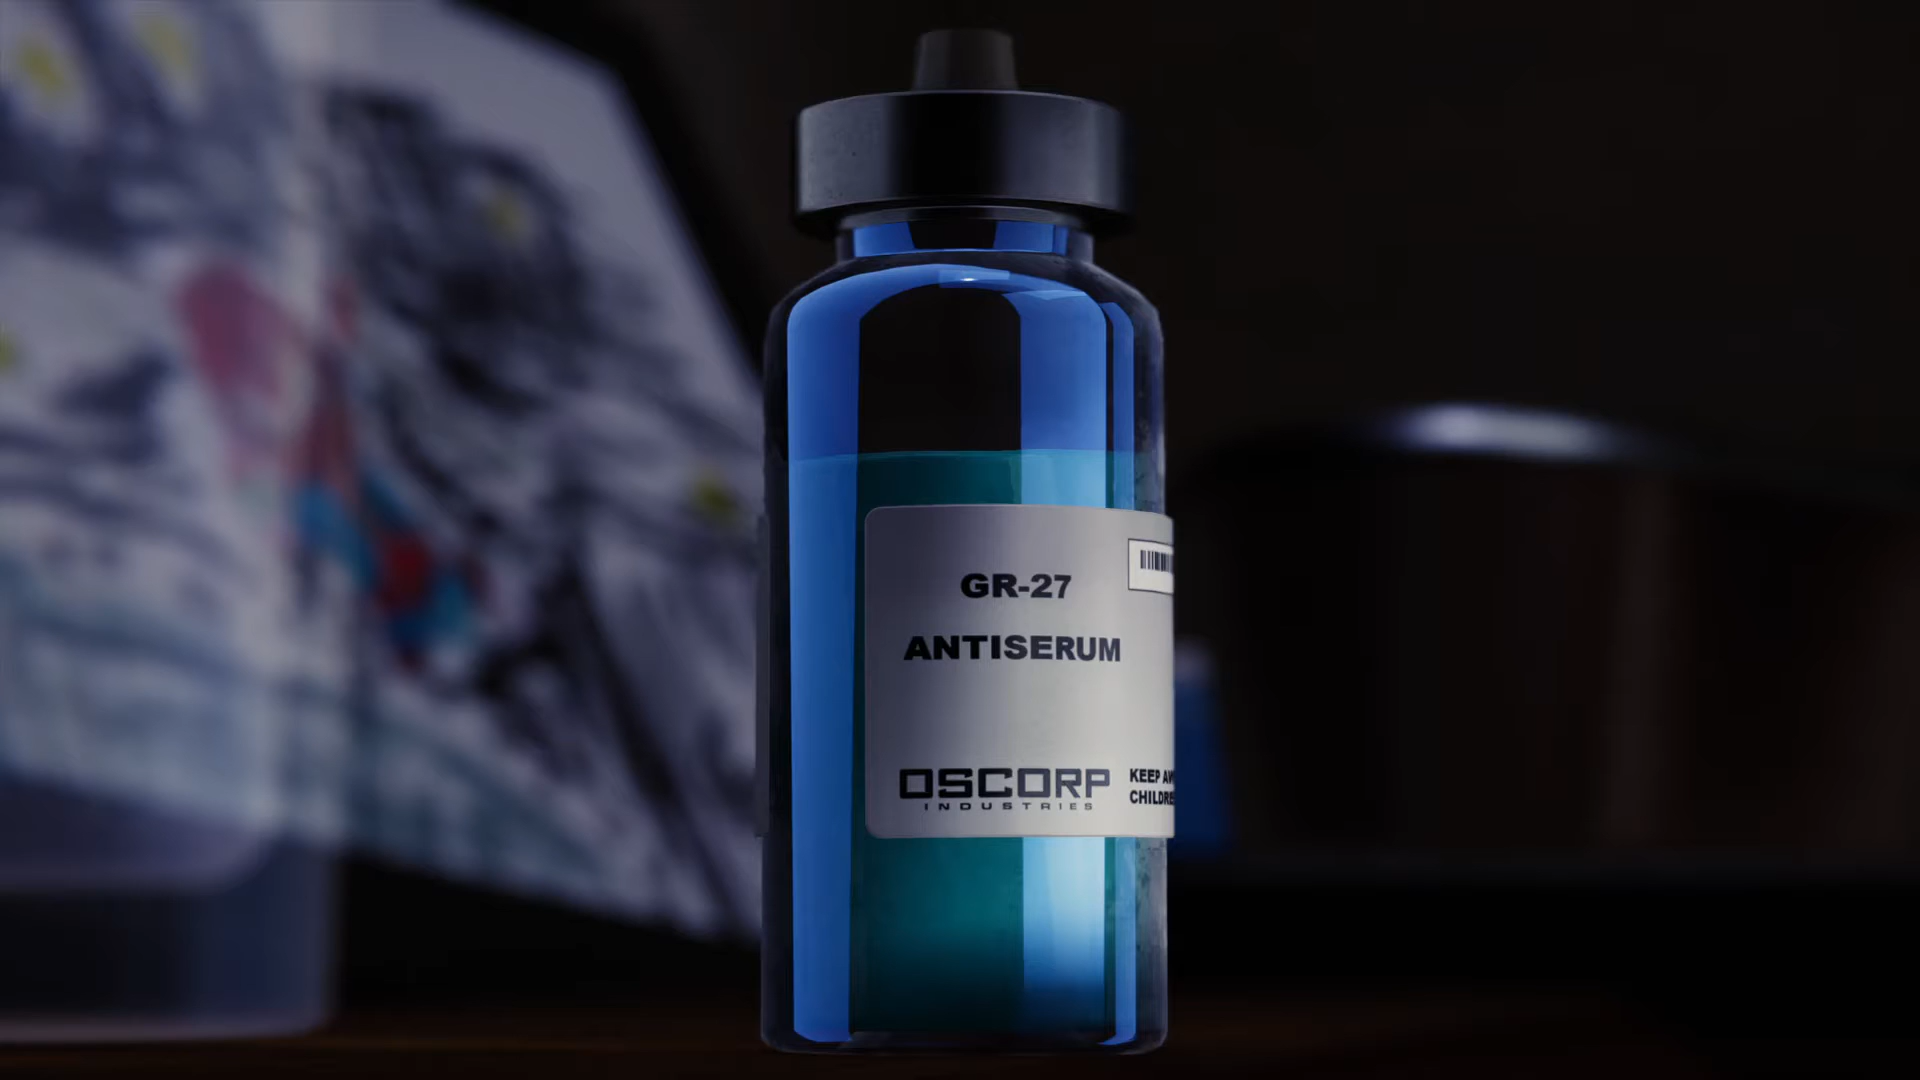 GR-27
ANTISERUM
OSCORP
INDUSTRIES
KEEP